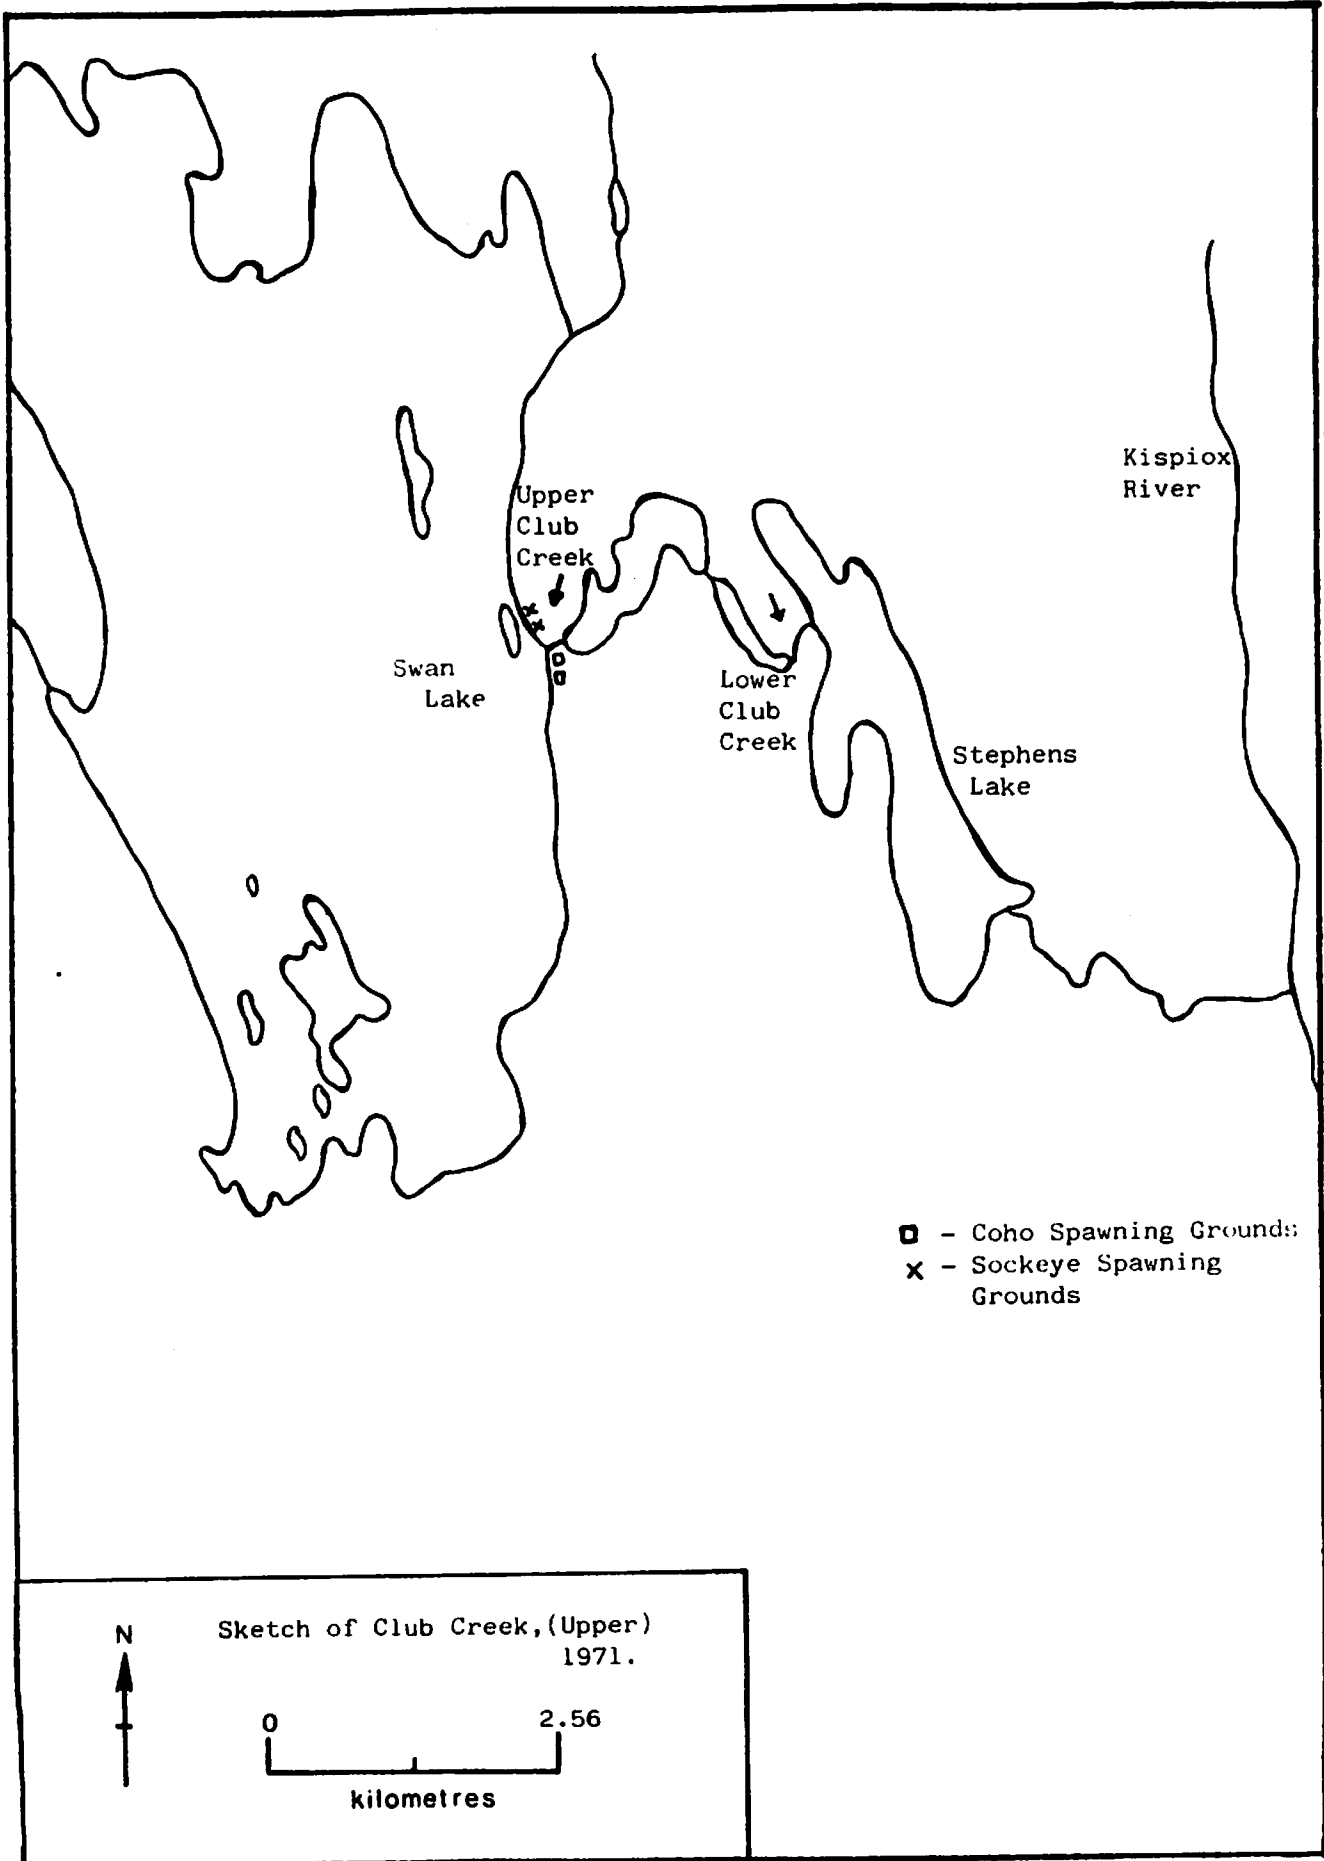 Kispiox
River
Upper
Club
Creek
Swan
Lake
Lower
Club
Creek
Stephens
Lake
- Coho Spawning Grounds
x - Sockeye Spawning
Grounds
N
Sketch of Club Creek,(Upper)
1971.
0 2.56
kilometres